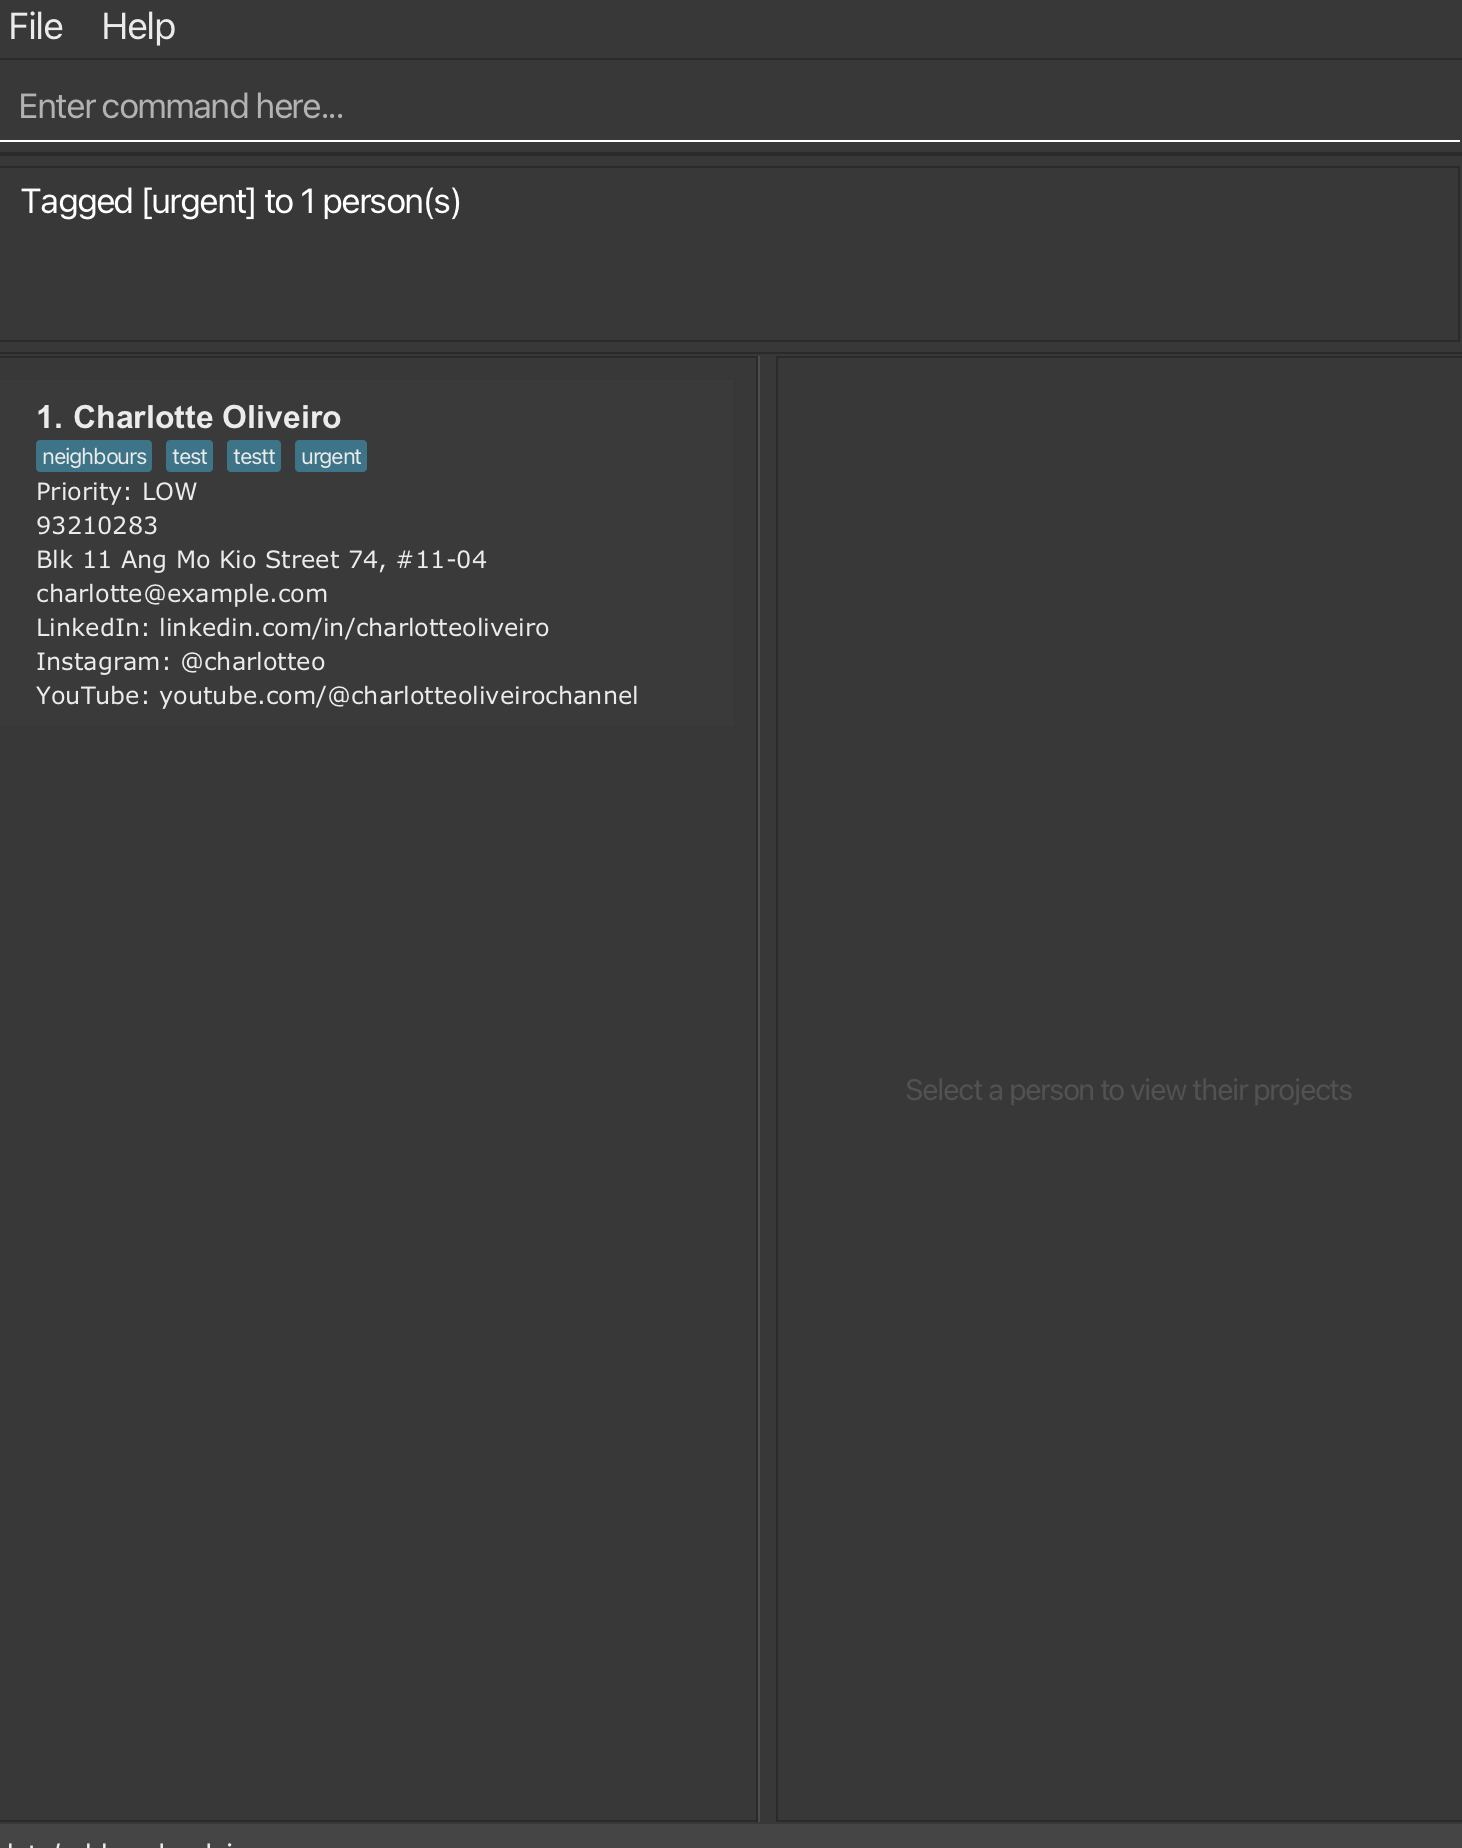 File Help
Enter command here...
Tagged [urgent] to 1 person(s)
1. Charlotte Oliveiro
neighbours test testt urgent
Priority: LOW
93210283
Blk 11 Ang Mo Kio Street 74, #11-04
charlotte@example.com
LinkedIn: linkedin.com/in/charlotteoliveiro
Instagram: @charlotteo
YouTube: youtube.com/@charlotteoliveirochannel
Select a person to view their projects